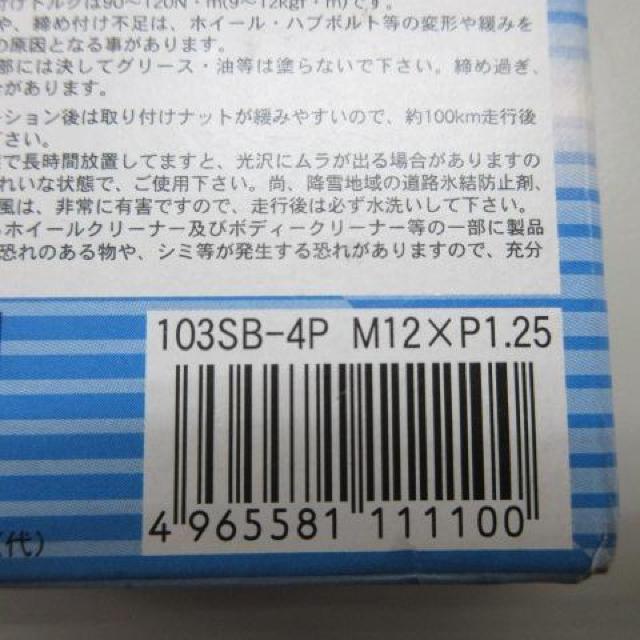 付けトルクは90～120N・m(9～12kgf・m)です。
や、締め付け不足は、ホイール・ハブボルト等の変形や緩みを
の原因となる事があります。
部には決してグリース・油等は塗らないで下さい。締め過ぎ、
があります。
ーション後は取り付けナットが緩みやすいので、約100km走行後
さい。
で長時間放置してますと、光沢にムラが出る場合がありますの
れいな状態で、ご使用下さい。尚、降雪地域の道路氷結防止剤、
風は、非常に有害ですので、走行後は必ず水洗いして下さい。
ホイールクリーナー及びボディークリーナー等の一部に製品
恐れのある物や、シミ等が発生する恐れがありますので、充分
103SB-4P M12×P1.25
4 965581 111100
代)